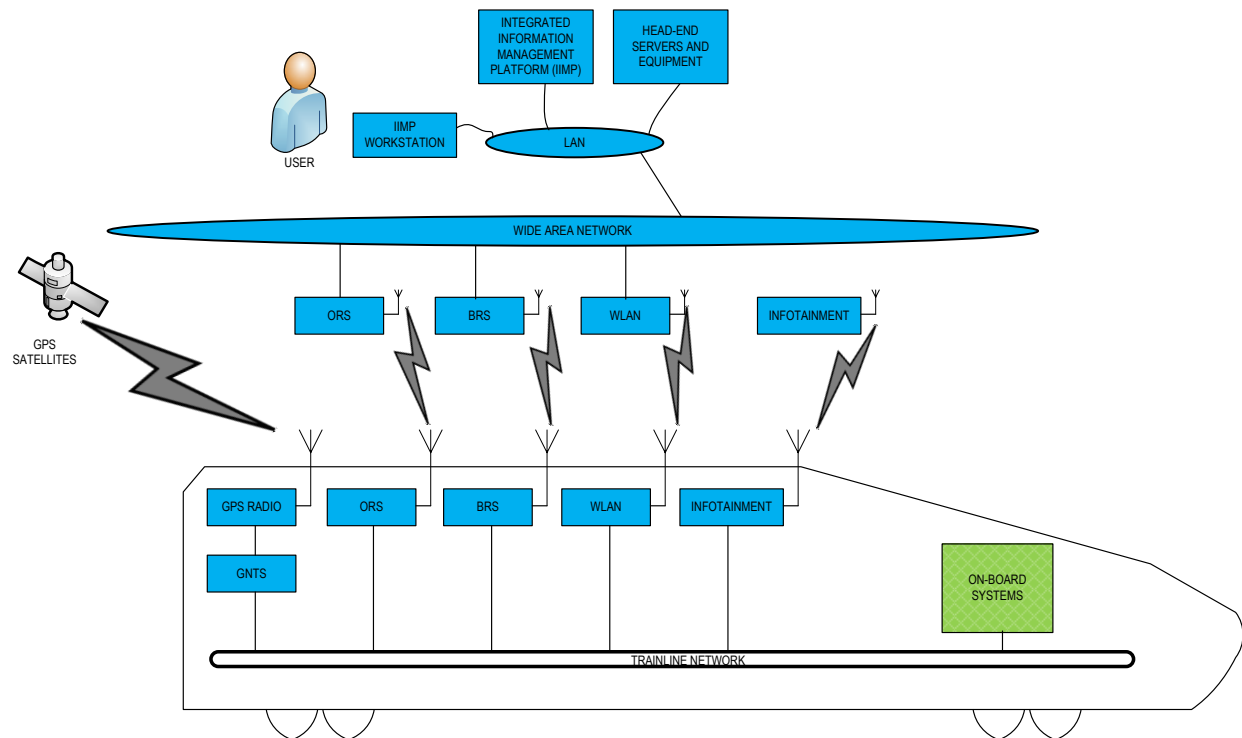 INTEGRATED
INFORMATION
MANAGEMENT
PLATFORM (IIMP)
HEAD-END
SERVERS AND
EQUIPMENT
IIMP
WORKSTATION
LAN
USER
WIDE AREA NETWORK
GPS
SATELLITES
ORS
BRS
WLAN
INFOTAINMENT
GPS RADIO
ORS
BRS
WLAN
INFOTAINMENT
GNTS
ON-BOARD
SYSTEMS
TRAINLINE NETWORK